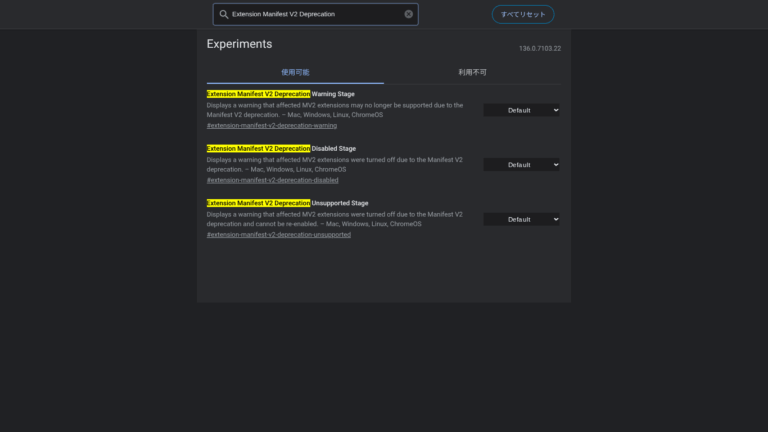 Extension Manifest V2 Deprecation
すべてリセット
Experiments
136.0.7103.22
使用可能
利用不可
Extension Manifest V2 Deprecation Warning Stage
Displays a warning that affected MV2 extensions may no longer be supported due to the
Manifest V2 deprecation. – Mac, Windows, Linux, ChromeOS
#extension-manifest-v2-deprecation-warning
Default
Extension Manifest V2 Deprecation Disabled Stage
Displays a warning that affected MV2 extensions were turned off due to the Manifest V2
deprecation. – Mac, Windows, Linux, ChromeOS
#extension-manifest-v2-deprecation-disabled
Default
Extension Manifest V2 Deprecation Unsupported Stage
Displays a warning that affected MV2 extensions were turned off due to the Manifest V2
deprecation and cannot be re-enabled. – Mac, Windows, Linux, ChromeOS
#extension-manifest-v2-deprecation-unsupported
Default